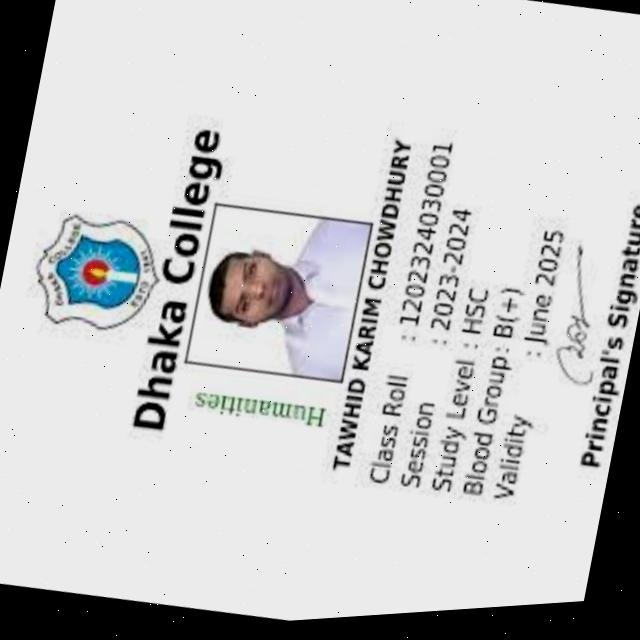 Dhaka College
Humanities
TAWHID KARIM CHOWDHURY
Class Roll : 1202324030001
Session : 2023-2024
Study Level : HSC
Blood Group: B(+)
Validity : June 2025
Principal's Signature